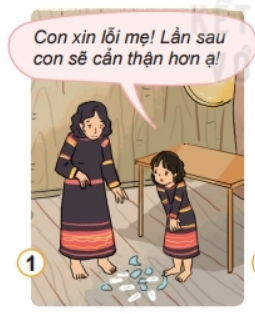 Con xin lỗi mẹ! Lần sau
con sẽ cẩn thận hơn ạ!
1